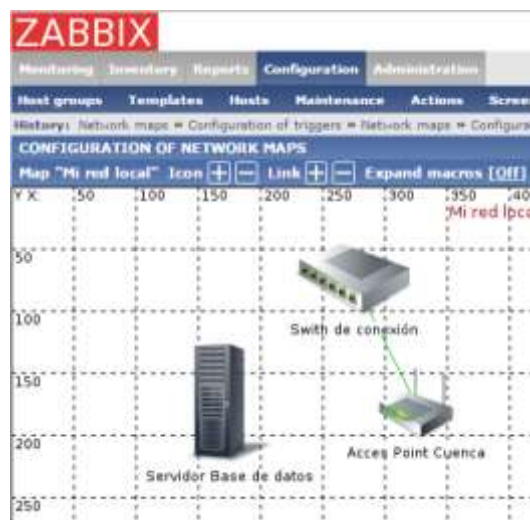 ZABBIX
Monitoring Inventory Reports Configuration Administration
Host groups Templates Hosts Maintenance Actions
History: Network maps » Configuration of triggers » Network maps »
CONFIGURATION OF NETWORK MAPS
Map "Mi red local" Icon + − Link + − Expand macros [Off]
Y X: 50 100 150 200 250 300 350
Mi red
50
100
Swith de conexión
150
200
Acces Point Cuenca
Servidor Base de datos
250